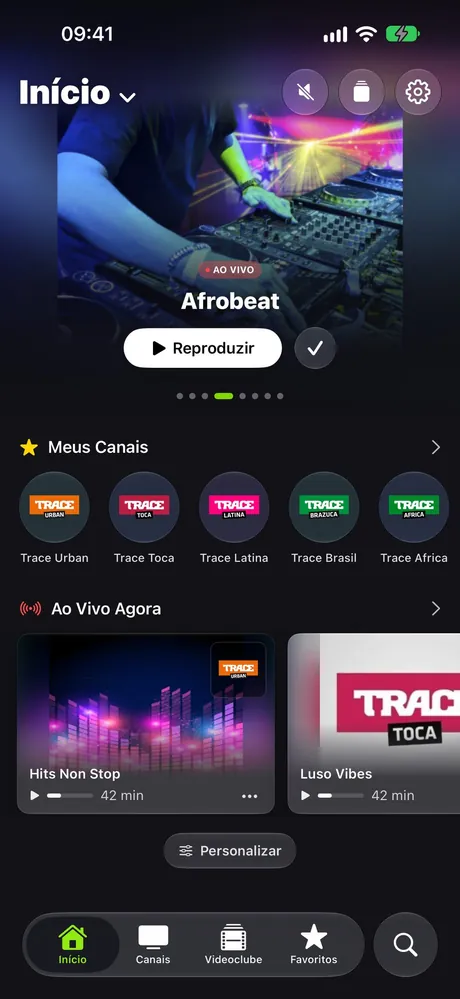 09:41
Início
AO VIVO
Afrobeat
Reproduzir
Meus Canais
TRACE URBAN
TRACE TOCA
TRACE LATINA
TRACE BRAZUCA
TRACE AFRICA
Trace Urban
Trace Toca
Trace Latina
Trace Brasil
Trace Africa
Ao Vivo Agora
TRACE URBAN
Hits Non Stop
42 min
TRACE
TOCA
Luso Vibes
42 min
Personalizar
Início
Canais
Videoclube
Favoritos